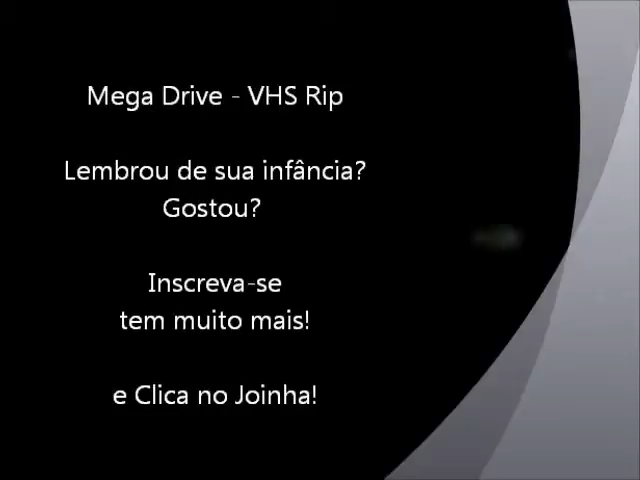 Mega Drive - VHS Rip
Lembrou de sua infância?
Gostou?
Inscreva-se
tem muito mais!
e Clica no Joinha!